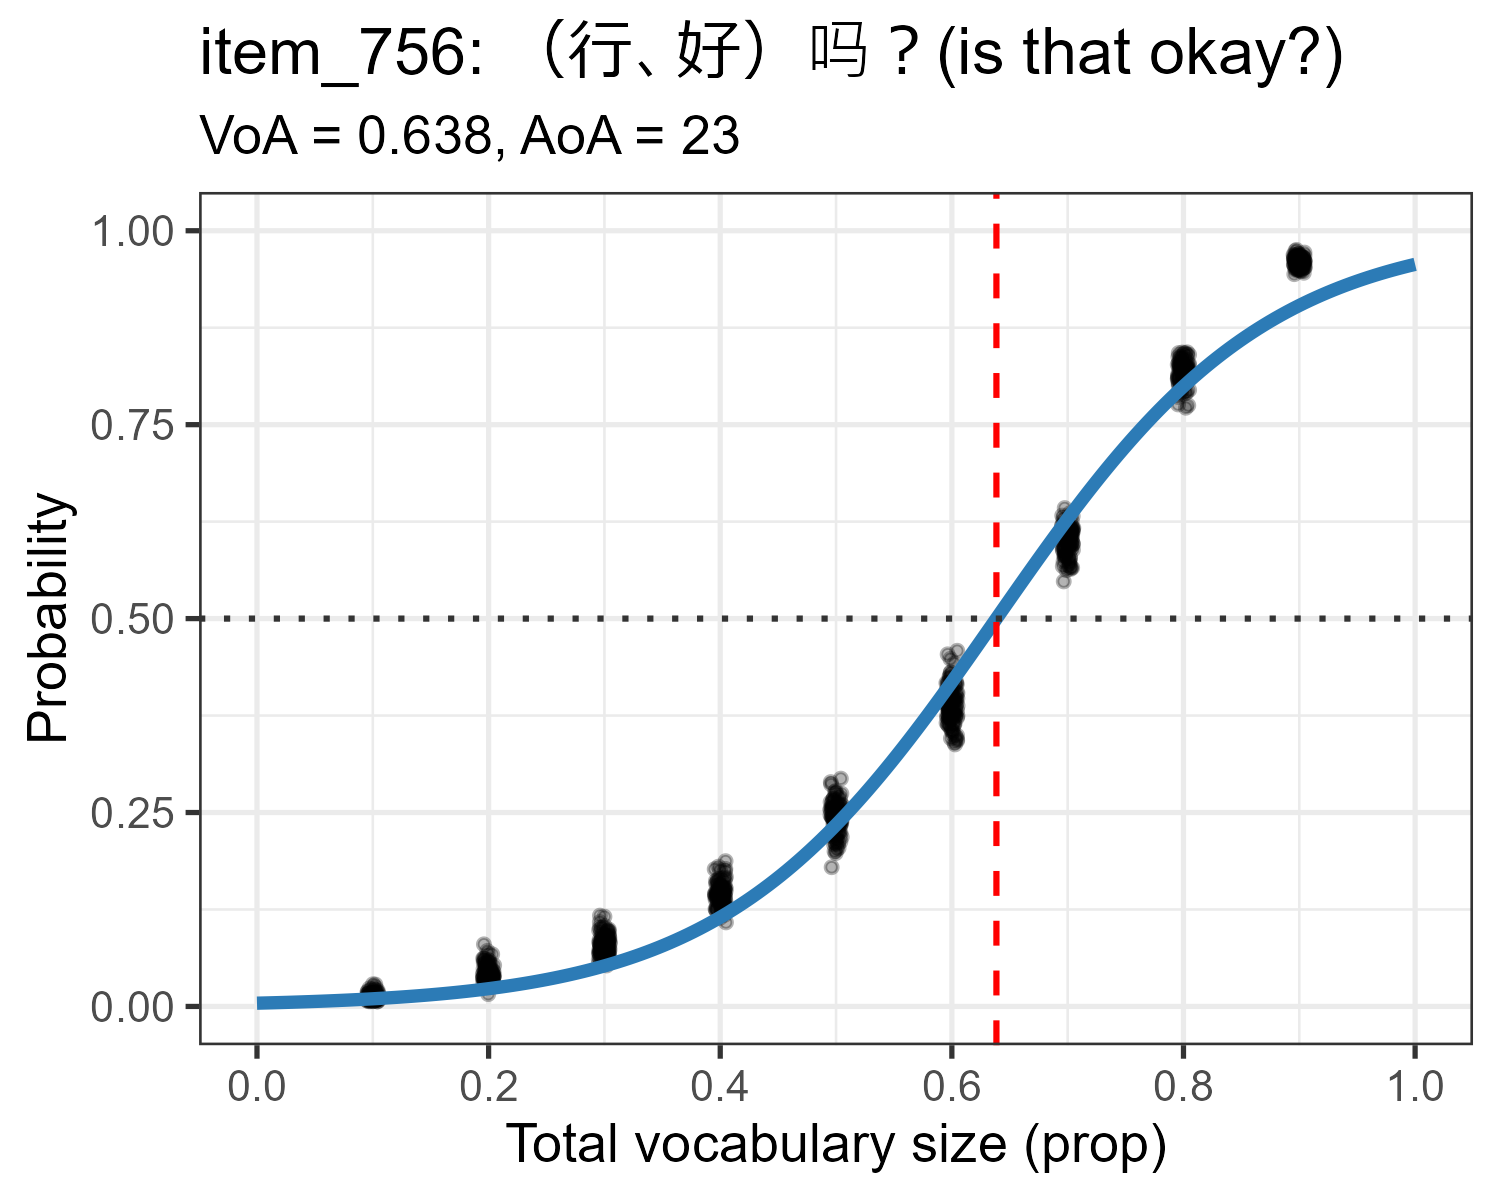 item_756: （行、好）吗？(is that okay?)
VoA = 0.638, AoA = 23
1.00
0.75
0.50
0.25
0.00
Probability
0.0 0.2 0.4 0.6 0.8 1.0
Total vocabulary size (prop)